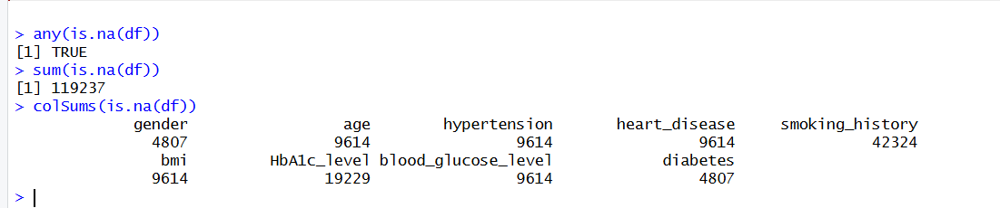 > any(is.na(df))
[1] TRUE
> sum(is.na(df))
[1] 119237
> colSums(is.na(df))
gender age hypertension heart_disease smoking_history
4807 9614 9614 9614 42324
bmi HbA1c_level blood_glucose_level diabetes
9614 19229 9614 4807
>